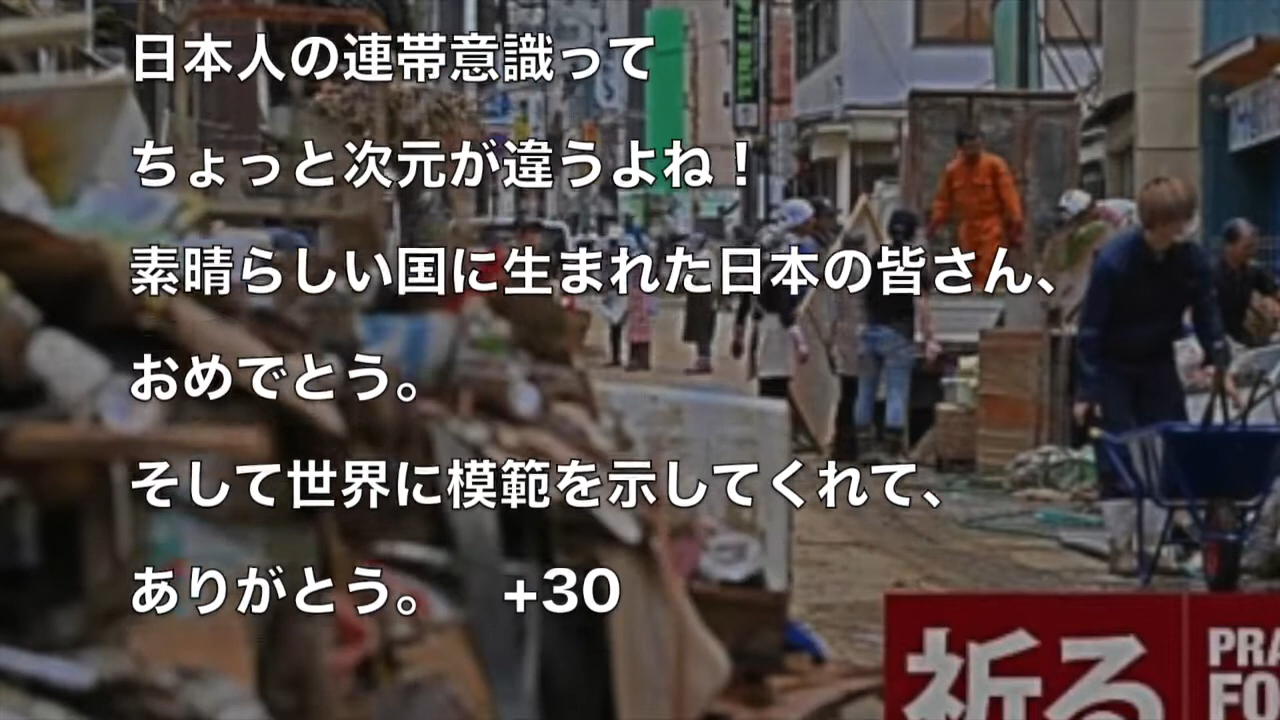 日本人の連帯意識って
ちょっと次元が違うよね！
素晴らしい国に生まれた日本の皆さん、
おめでとう。
そして世界に模範を示してくれて、
ありがとう。　+30
祈る
PRA
FO